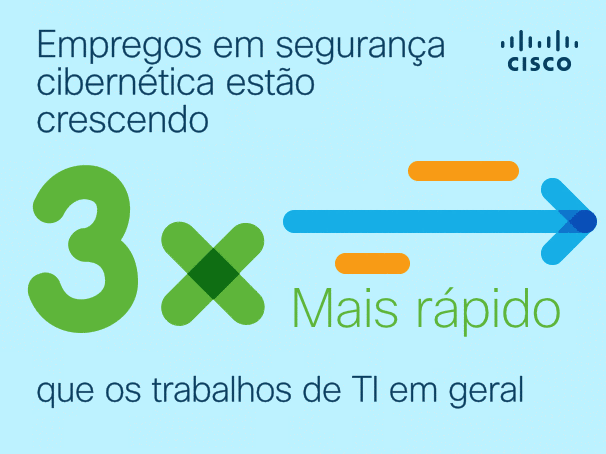 Empregos em segurança
cibernética estão
crescendo
CISCO
3x
Mais rápido
que os trabalhos de TI em geral